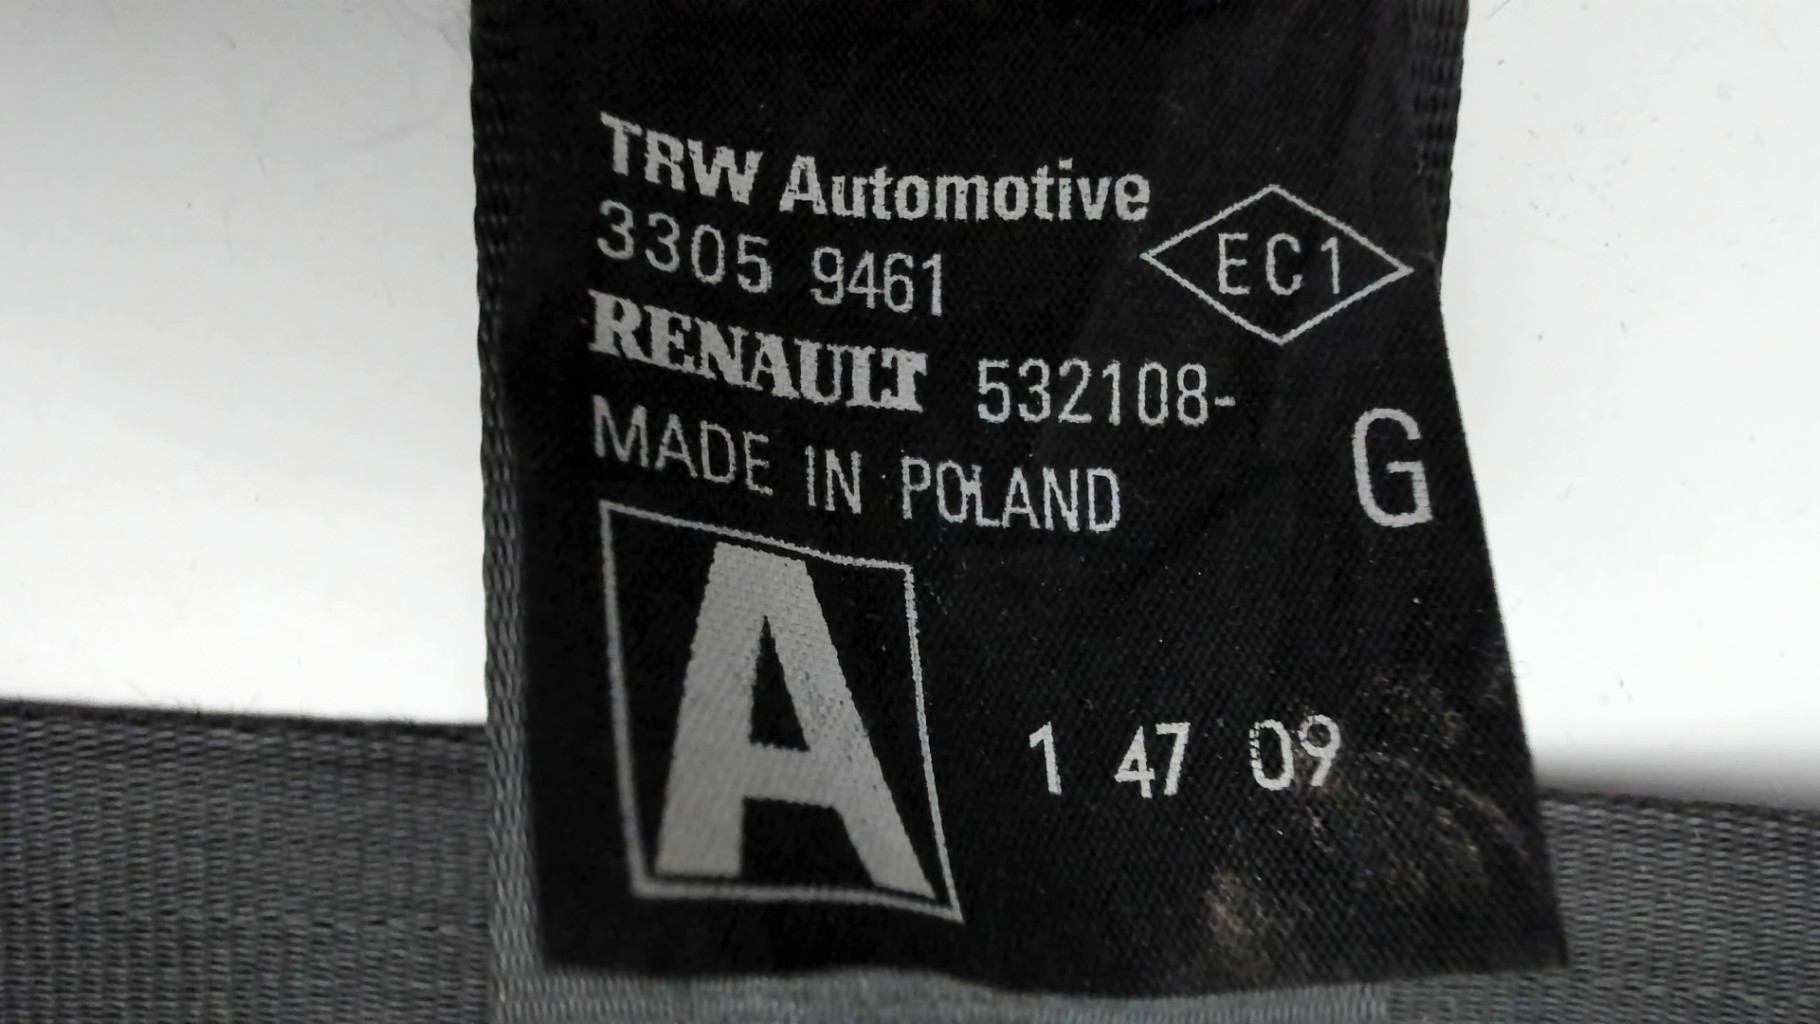 TRW Automotive
3305 9461
EC1
RENAULT 532108-
G
MADE IN POLAND
A
1 47 09